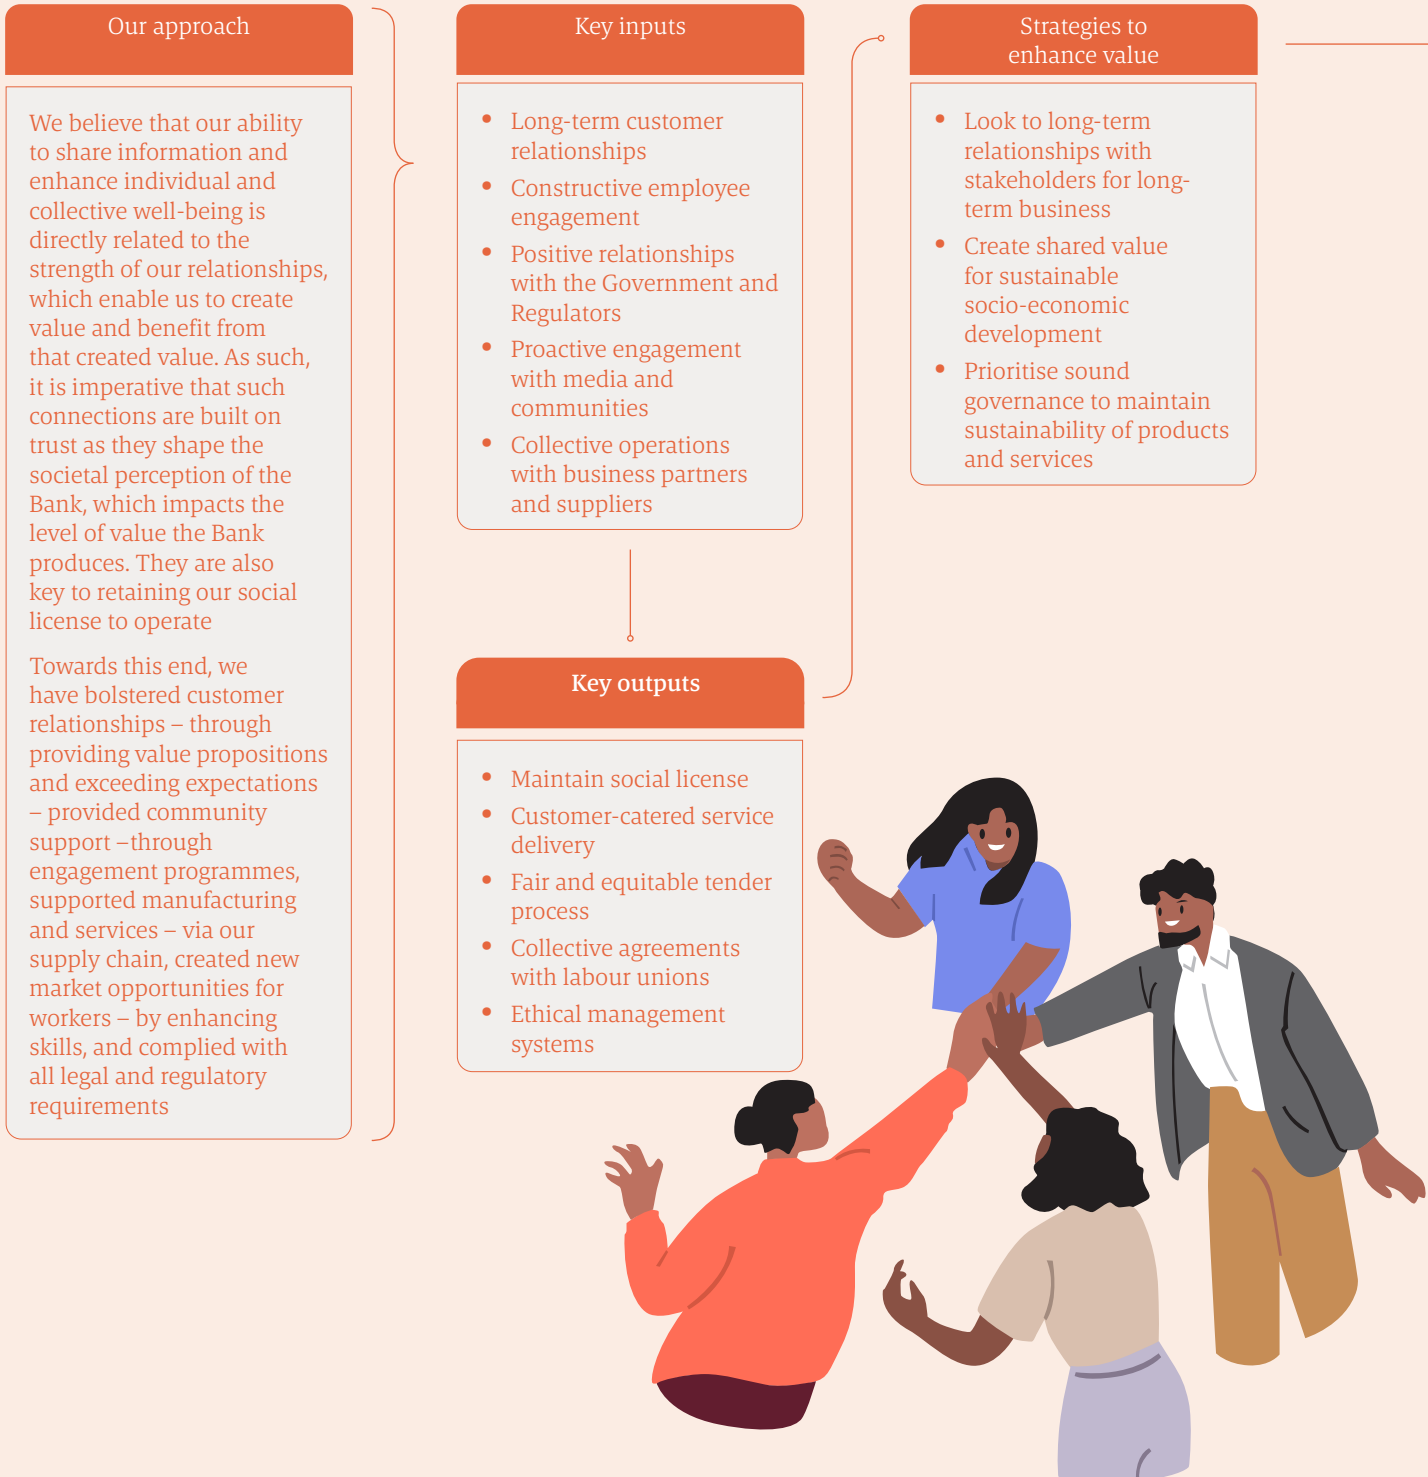 Our approach
We believe that our ability
to share information and
enhance individual and
collective well-being is
directly related to the
strength of our relationships,
which enable us to create
value and benefit from
that created value. As such,
it is imperative that such
connections are built on
trust as they shape the
societal perception of the
Bank, which impacts the
level of value the Bank
produces. They are also
key to retaining our social
license to operate
Towards this end, we
have bolstered customer
relationships – through
providing value propositions
and exceeding expectations
– provided community
support –through
engagement programmes,
supported manufacturing
and services – via our
supply chain, created new
market opportunities for
workers – by enhancing
skills, and complied with
all legal and regulatory
requirements
Key inputs
• Long-term customer
relationships
• Constructive employee
engagement
• Positive relationships
with the Government and
Regulators
• Proactive engagement
with media and
communities
• Collective operations
with business partners
and suppliers
Key outputs
• Maintain social license
• Customer-catered service
delivery
• Fair and equitable tender
process
• Collective agreements
with labour unions
• Ethical management
systems
Strategies to
enhance value
• Look to long-term
relationships with
stakeholders for long-
term business
• Create shared value
for sustainable
socio-economic
development
• Prioritise sound
governance to maintain
sustainability of products
and services